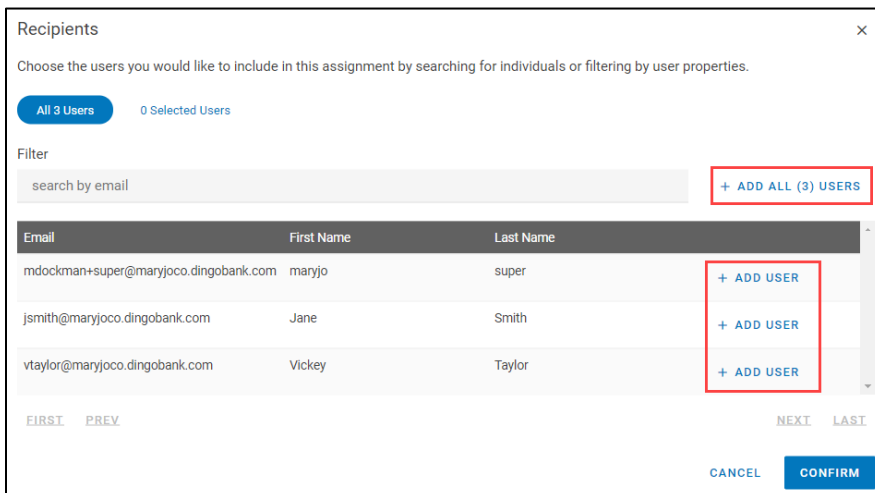 Recipients
×
Choose the users you would like to include in this assignment by searching for individuals or filtering by user properties.
All 3 Users 0 Selected Users
Filter
search by email + ADD ALL (3) USERS
Email First Name Last Name
mdockman+super@maryjoco.dingobank.com maryjo super + ADD USER
jsmith@maryjoco.dingobank.com Jane Smith + ADD USER
vtaylor@maryjoco.dingobank.com Vickey Taylor + ADD USER
FIRST PREV NEXT LAST
CANCEL CONFIRM